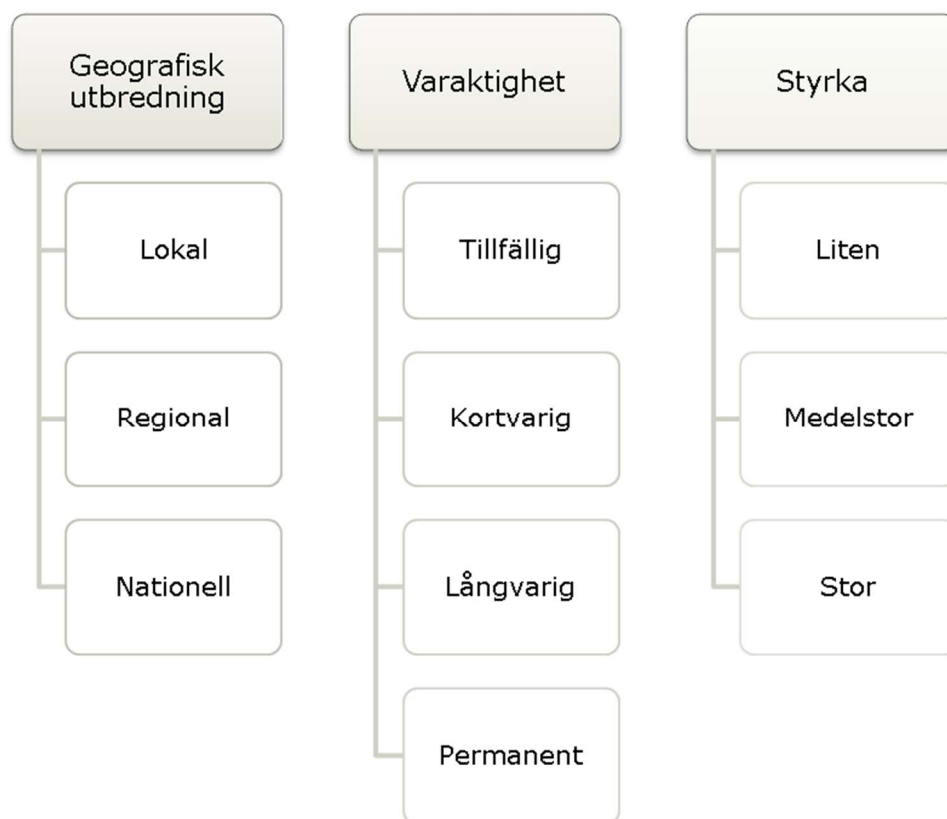 Geografisk
utbredning
Lokal
Regional
Nationell
Varaktighet
Tillfällig
Kortvarig
Långvarig
Permanent
Styrka
Liten
Medelstor
Stor